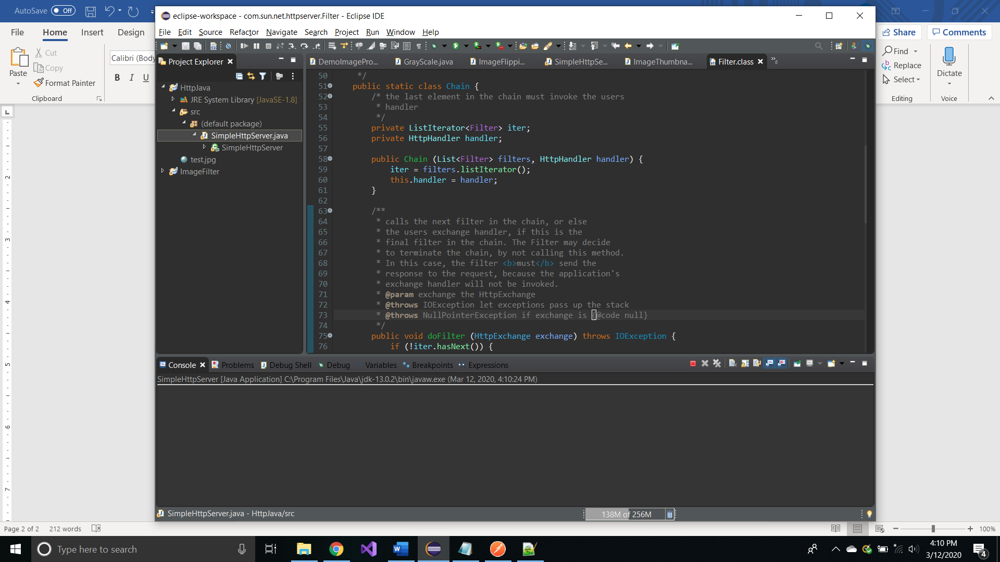 AutoSave Off
File Home Insert Design
Share Comments
Paste
Cut
Copy
Format Painter
Clipboard
Calibri (Body
B I U
Find
Replace
Select
Editing
Dictate
Voice
L
2
3
4
5
6
7
eclipse-workspace - com.sun.net.httpserver.Filter - Eclipse IDE
File Edit Source Refactor Navigate Search Project Run Window Help
Project Explorer
HttpJava
JRE System Library [JavaSE-1.8]
src
(default package)
SimpleHttpServer.java
SimpleHttpServer
test.jpg
ImageFilter
DemoImagePro... GrayScale.java ImageFlippi... SimpleHttpSe... ImageThumbna... Filter.class »6
50 */
51 public static class Chain {
52 /* the last element in the chain must invoke the users
53 * handler
54 */
55 private ListIterator<Filter> iter;
56 private HttpHandler handler;
57
58 public Chain (List<Filter> filters, HttpHandler handler) {
59 iter = filters.listIterator();
60 this.handler = handler;
61 }
62
63 /**
64 * calls the next filter in the chain, or else
65 * the users exchange handler, if this is the
66 * final filter in the chain. The Filter may decide
67 * to terminate the chain, by not calling this method.
68 * In this case, the filter <b>must</b> send the
69 * response to the request, because the application's
70 * exchange handler will not be invoked.
71 * @param exchange the HttpExchange
72 * @throws IOException let exceptions pass up the stack
73 * @throws NullPointerException if exchange is {@code null}
74 */
75 public void doFilter (HttpExchange exchange) throws IOException {
76 if (!iter.hasNext()) {
Console Problems Debug Shell Debug Variables Breakpoints Expressions
SimpleHttpServer [Java Application] C:\Program Files\Java\jdk-13.0.2\bin\javaw.exe (Mar 12, 2020, 4:10:24 PM)
SimpleHttpServer.java - HttpJava/src
138M of 256M
Page 2 of 2 212 words
100%
Type here to search
4:10 PM
3/12/2020
4